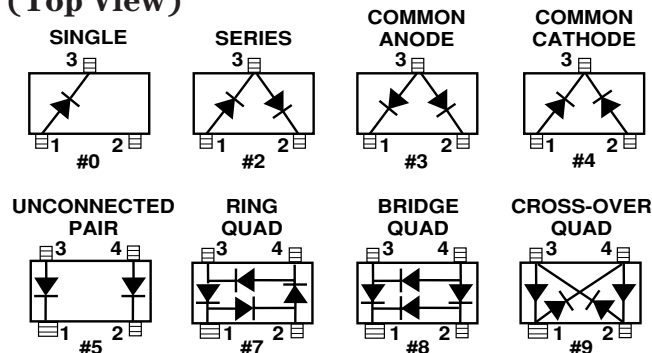 (Top View)
SINGLE
3
1 2
#0
SERIES
3
1 2
#2
COMMON
ANODE
3
1 2
#3
COMMON
CATHODE
3
1 2
#4
UNCONNECTED
PAIR
3 4
1 2
#5
RING
QUAD
3 4
1 2
#7
BRIDGE
QUAD
3 4
1 2
#8
CROSS-OVER
QUAD
3 4
1 2
#9